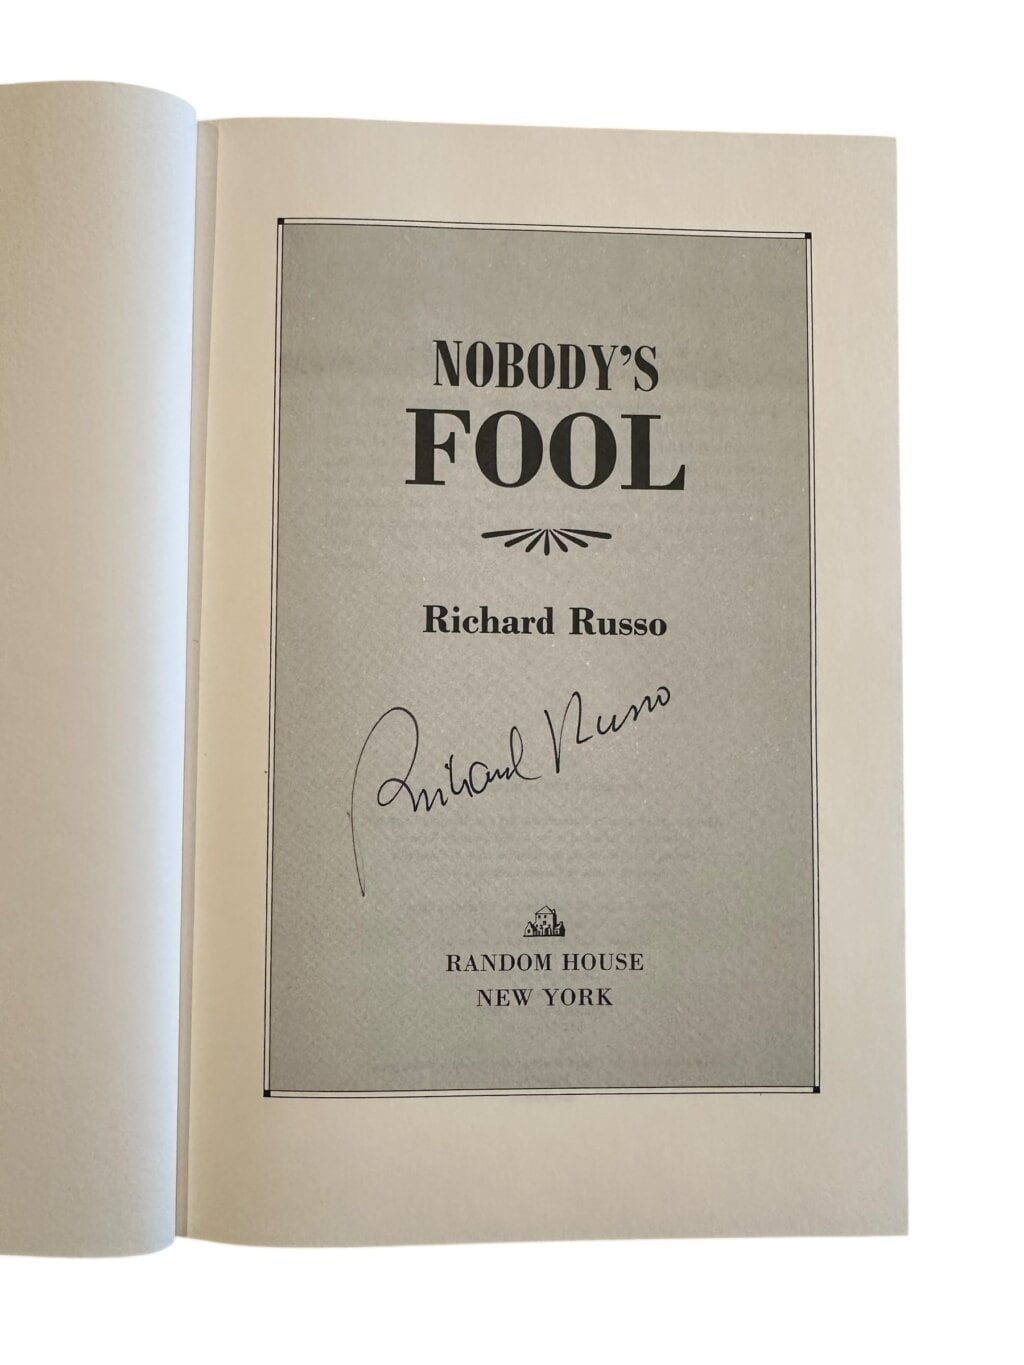 NOBODY'S
FOOL
Richard Russo
Richard Russo
RANDOM HOUSE
NEW YORK